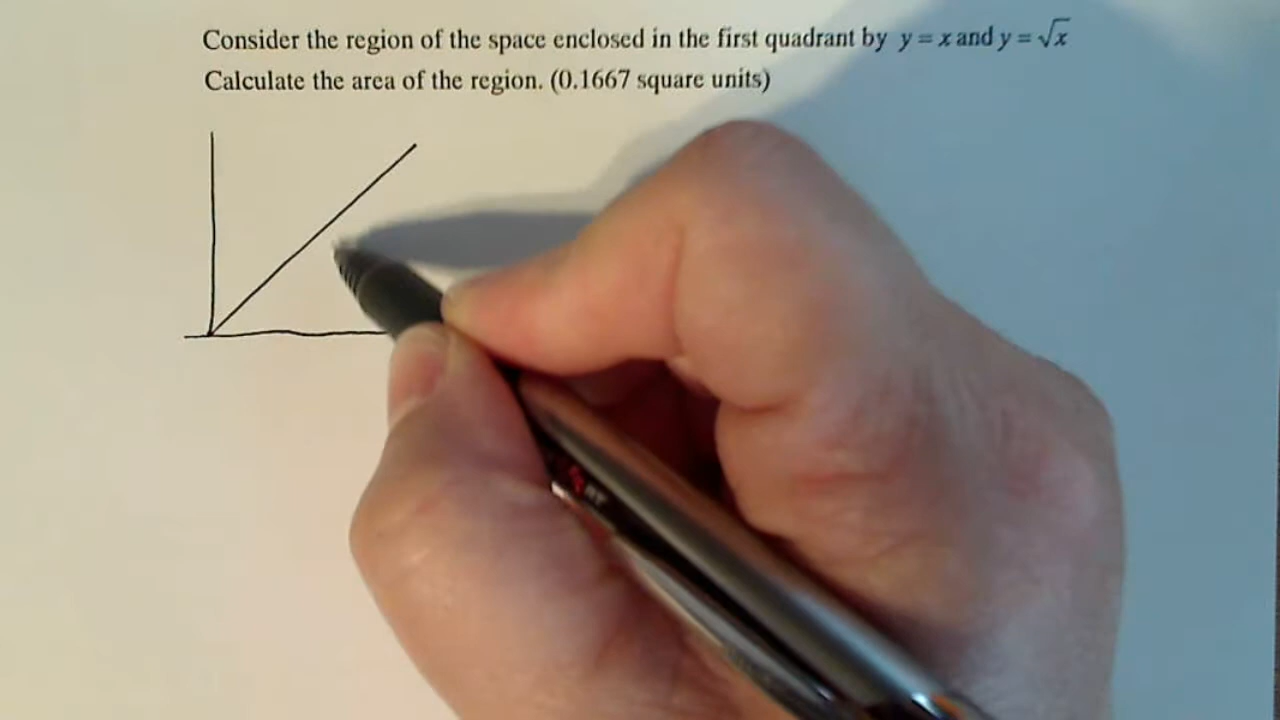 Consider the region of the space enclosed in the first quadrant by y = x and y = √x
Calculate the area of the region. (0.1667 square units)